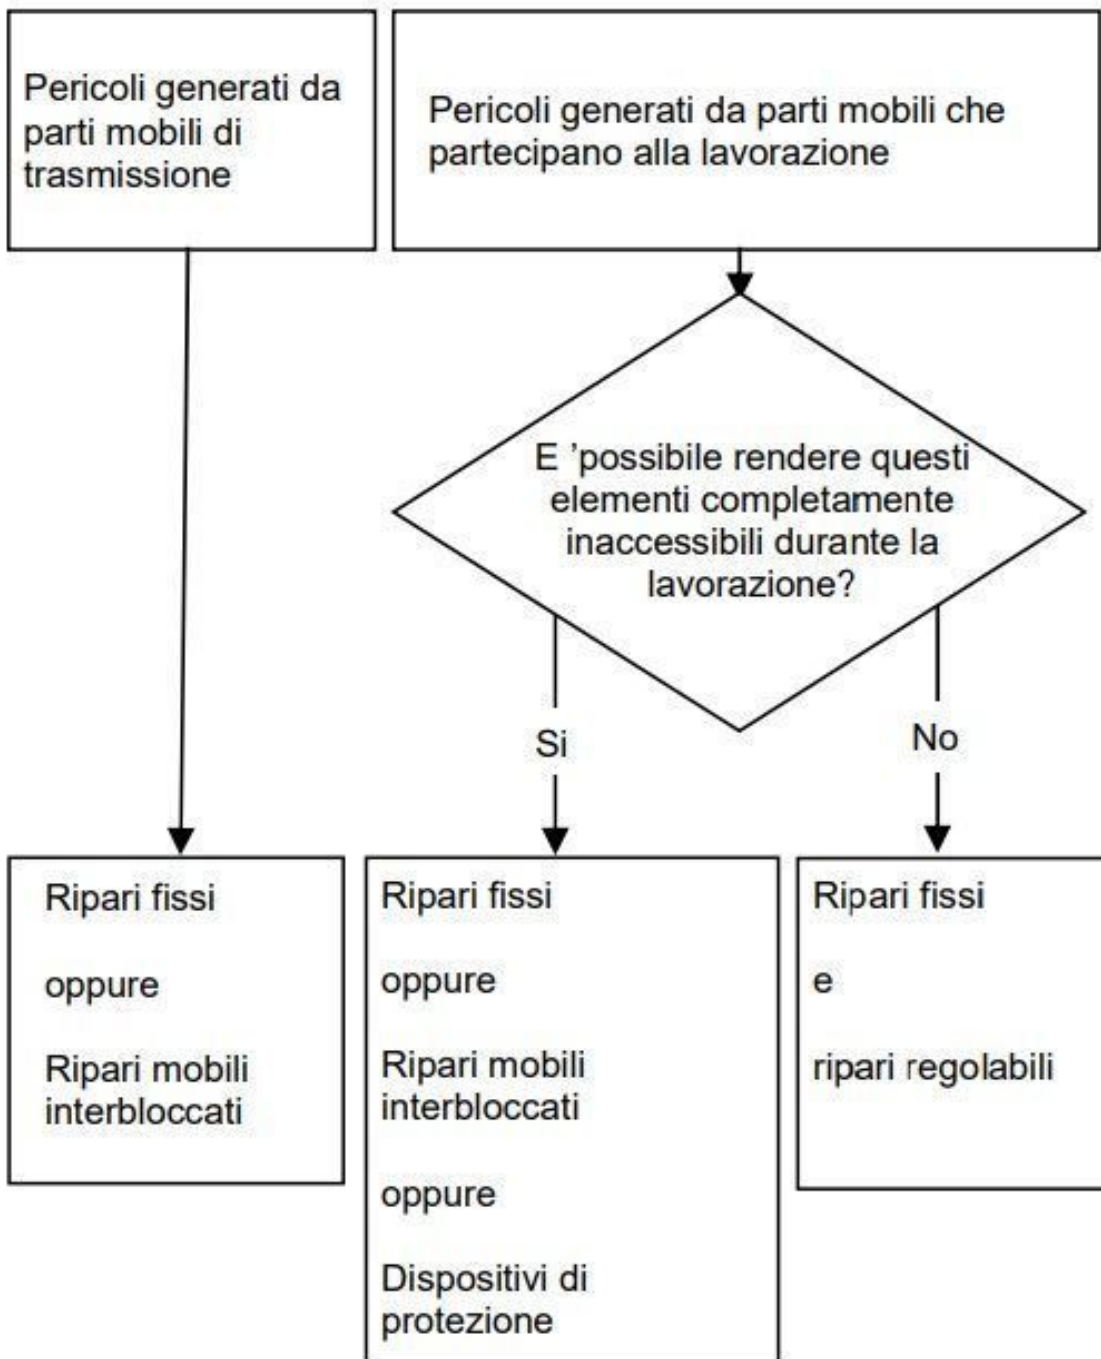 Pericoli generati da
parti mobili di
trasmissione
Pericoli generati da parti mobili che
partecipano alla lavorazione
E 'possibile rendere questi
elementi completamente
inaccessibili durante la
lavorazione?
Si
No
Ripari fissi
oppure
Ripari mobili
interbloccati
Ripari fissi
oppure
Ripari mobili
interbloccati
oppure
Dispositivi di
protezione
Ripari fissi
e
ripari regolabili